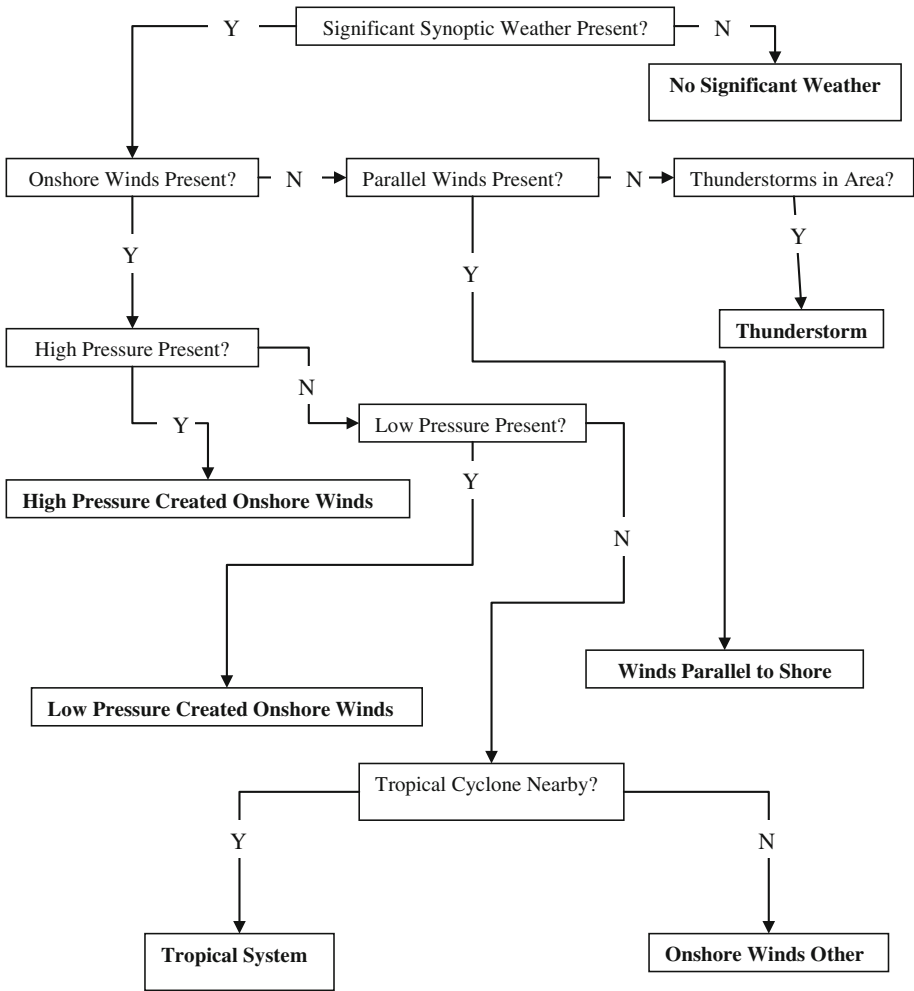 Y
Significant Synoptic Weather Present?
N
No Significant Weather
Onshore Winds Present?
N
Parallel Winds Present?
N
Thunderstorms in Area?
Y
Y
Y
Thunderstorm
High Pressure Present?
N
Y
Low Pressure Present?
Y
High Pressure Created Onshore Winds
N
Winds Parallel to Shore
Low Pressure Created Onshore Winds
Tropical Cyclone Nearby?
Y
N
Tropical System
Onshore Winds Other